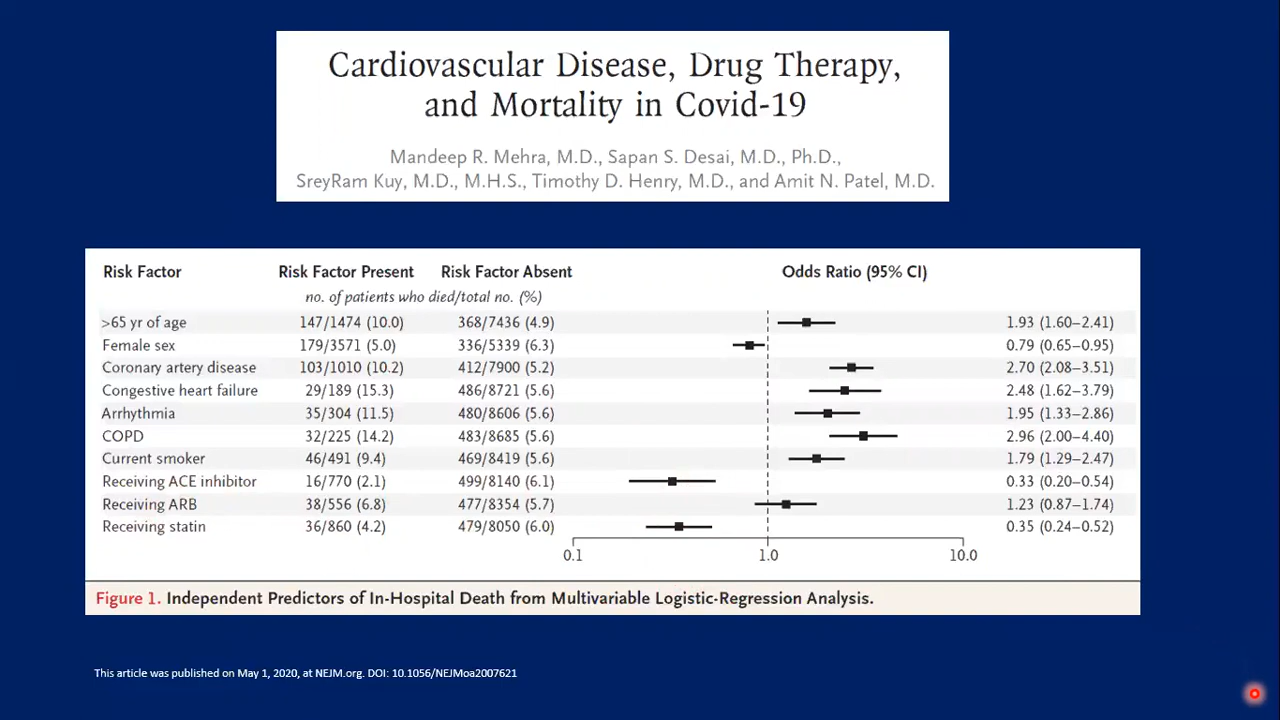 Cardiovascular Disease, Drug Therapy,
and Mortality in Covid-19
Mandeep R. Mehra, M.D., Sapan S. Desai, M.D., Ph.D.,
SreyRam Kuy, M.D., M.H.S., Timothy D. Henry, M.D., and Amit N. Patel, M.D.
Risk Factor Risk Factor Present Risk Factor Absent Odds Ratio (95% CI)
no. of patients who died/total no. (%)
>65 yr of age 147/1474 (10.0) 368/7436 (4.9) 1.93 (1.60–2.41)
Female sex 179/3571 (5.0) 336/5339 (6.3) 0.79 (0.65–0.95)
Coronary artery disease 103/1010 (10.2) 412/7900 (5.2) 2.70 (2.08–3.51)
Congestive heart failure 29/189 (15.3) 486/8721 (5.6) 2.48 (1.62–3.79)
Arrhythmia 35/304 (11.5) 480/8606 (5.6) 1.95 (1.33–2.86)
COPD 32/225 (14.2) 483/8685 (5.6) 2.96 (2.00–4.40)
Current smoker 46/491 (9.4) 469/8419 (5.6) 1.79 (1.29–2.47)
Receiving ACE inhibitor 16/770 (2.1) 499/8140 (6.1) 0.33 (0.20–0.54)
Receiving ARB 38/556 (6.8) 477/8354 (5.7) 1.23 (0.87–1.74)
Receiving statin 36/860 (4.2) 479/8050 (6.0) 0.35 (0.24–0.52)
0.1 1.0 10.0
Figure 1. Independent Predictors of In-Hospital Death from Multivariable Logistic-Regression Analysis.
This article was published on May 1, 2020, at NEJM.org. DOI: 10.1056/NEJMoa2007621